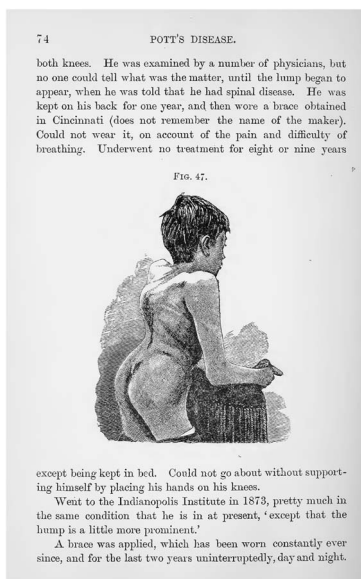 74
POTT'S DISEASE.
both knees. He was examined by a number of physicians, but
no one could tell what was the matter, until the lump began to
appear, when he was told that he had spinal disease. He was
kept on his back for one year, and then wore a brace obtained
in Cincinnati (does not remember the name of the maker).
Could not wear it, on account of the pain and difficulty of
breathing. Underwent no treatment for eight or nine years
FIG. 47.
except being kept in bed. Could not go about without support-
ing himself by placing his hands on his knees.
Went to the Indianopolis Institute in 1873, pretty much in
the same condition that he is in at present, ‘except that the
hump is a little more prominent.’
A brace was applied, which has been worn constantly ever
since, and for the last two years uninterruptedly, day and night.